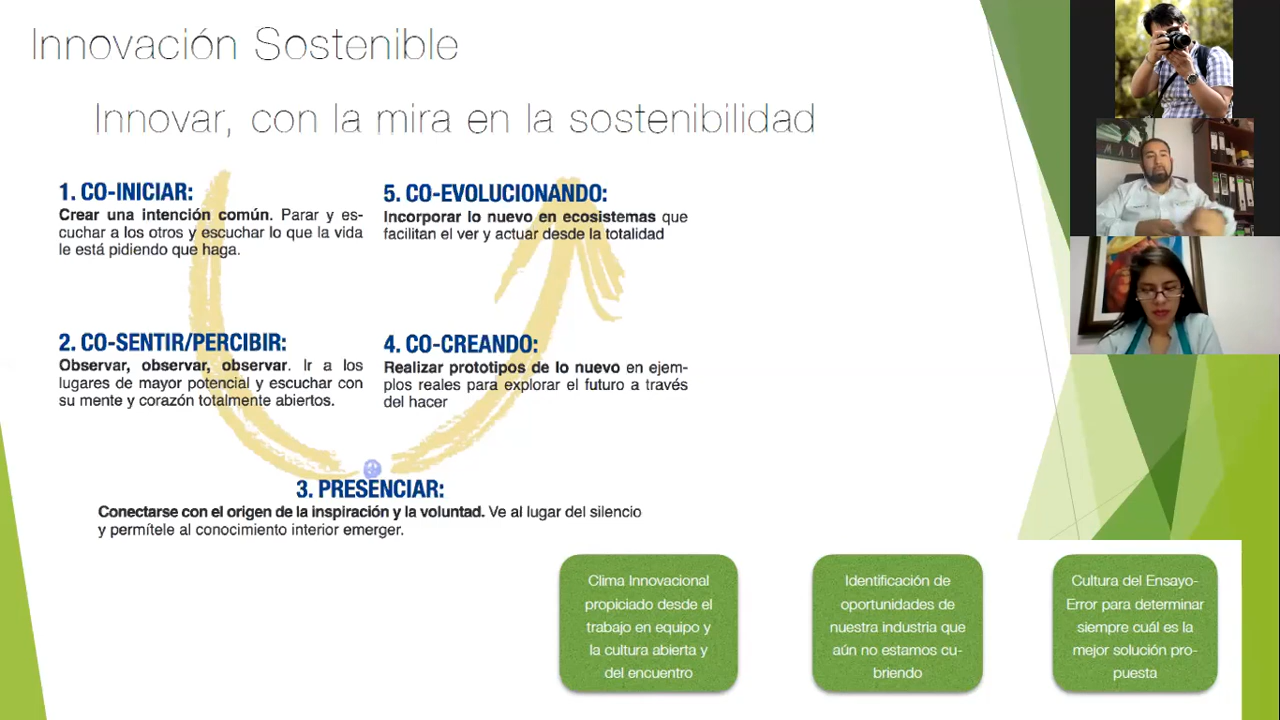 Innovación Sostenible
Innovar, con la mira en la sostenibilidad
1. CO-INICIAR:
Crear una intención común. Parar y es-
cuchar a los otros y escuchar lo que la vida
le está pidiendo que haga.
5. CO-EVOLUCIONANDO:
Incorporar lo nuevo en ecosistemas que
facilitan el ver y actuar desde la totalidad
2. CO-SENTIR/PERCIBIR:
Observar, observar, observar. Ir a los
lugares de mayor potencial y escuchar con
su mente y corazón totalmente abiertos.
4. CO-CREANDO:
Realizar prototipos de lo nuevo en ejem-
plos reales para explorar el futuro a través
del hacer
3. PRESENCIAR:
Conectarse con el origen de la inspiración y la voluntad. Ve al lugar del silencio
y permítele al conocimiento interior emerger.
Clima Innovacional
propiciado desde el
trabajo en equipo y
la cultura abierta y
del encuentro
Identificación de
oportunidades de
nuestra industria que
aún no estamos cu-
briendo
Cultura del Ensayo-
Error para determinar
siempre cuál es la
mejor solución pro-
puesta